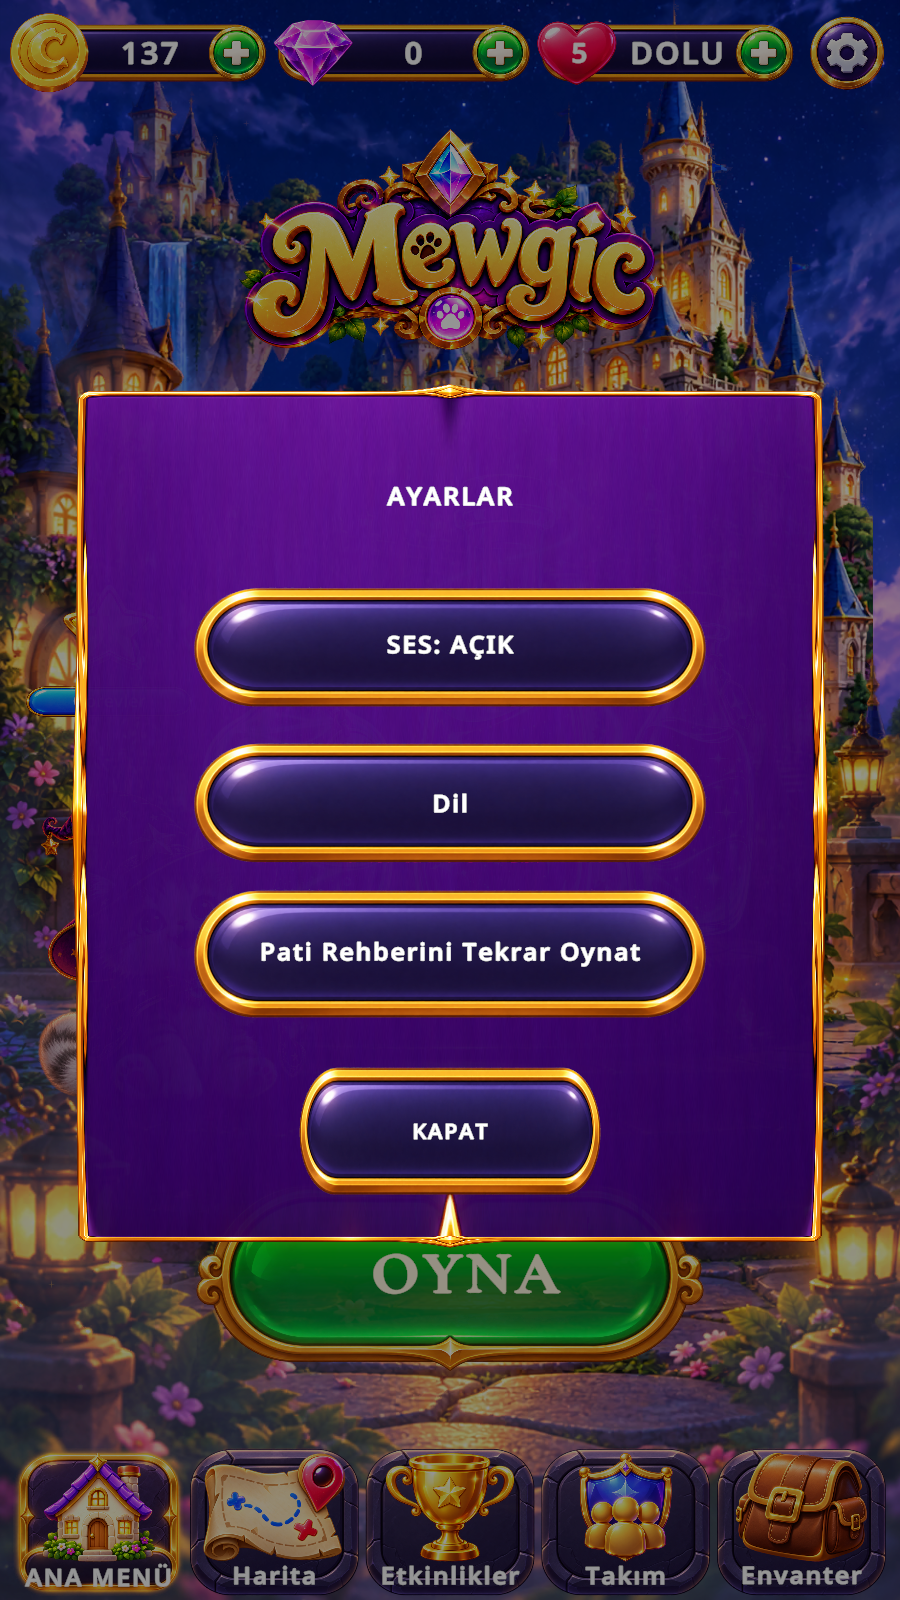 137
0
5
DOLU
Mewgic
AYARLAR
SES: AÇIK
Dil
Pati Rehberini Tekrar Oynat
KAPAT
OYNA
ANA MENÜ
Harita
Etkinlikler
Takım
Envanter